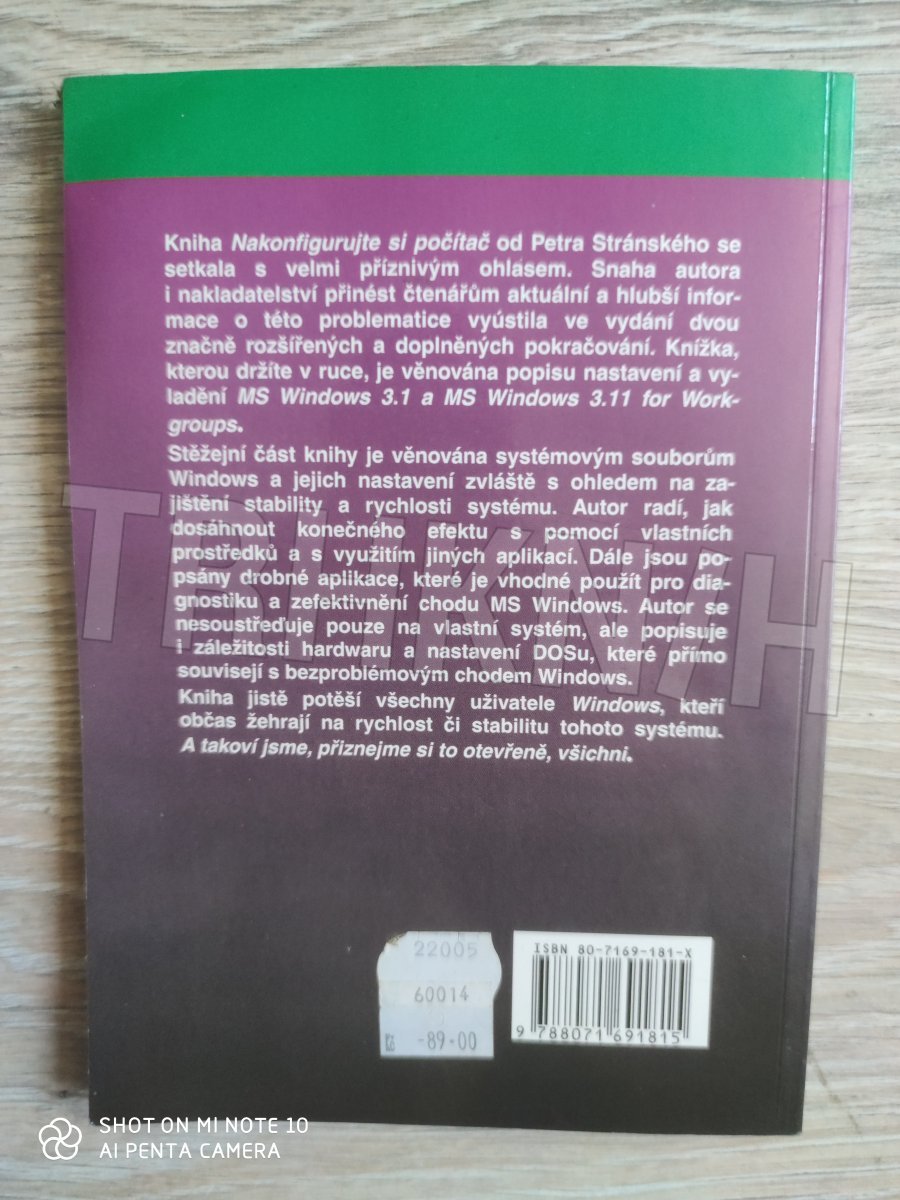 Kniha Nakonfigurujte si počítač od Petra Stránského se
setkala s velmi příznivým ohlasem. Snaha autora
i nakladatelství přinést čtenářům aktuální a hlubší infor-
mace o této problematice vyústila ve vydání dvou
značně rozšířených a doplněných pokračování. Knížka,
kterou držíte v ruce, je věnována popisu nastavení a vy-
ladění MS Windows 3.1 a MS Windows 3.11 for Work-
groups.
Stěžejní část knihy je věnována systémovým souborům
Windows a jejich nastavení zvláště s ohledem na za-
jištění stability a rychlosti systému. Autor radí, jak
dosáhnout konečného efektu s pomocí vlastních
prostředků a s využitím jiných aplikací. Dále jsou po-
psány drobné aplikace, které je vhodné použít pro dia-
gnostiku a zefektivnění chodu MS Windows. Autor se
nesoustřeďuje pouze na vlastní systém, ale popisuje
i záležitosti hardwaru a nastavení DOSu, které přímo
souvisejí s bezproblémovým chodem Windows.
Kniha jistě potěší všechny uživatele Windows, kteří
občas žehrají na rychlost či stabilitu tohoto systému.
A takoví jsme, přiznejme si to otevřeně, všichni.
22005
60014
-89-00
ISBN 80-7169-181-X
9 788071 691815
SHOT ON MI NOTE 10
AI PENTA CAMERA